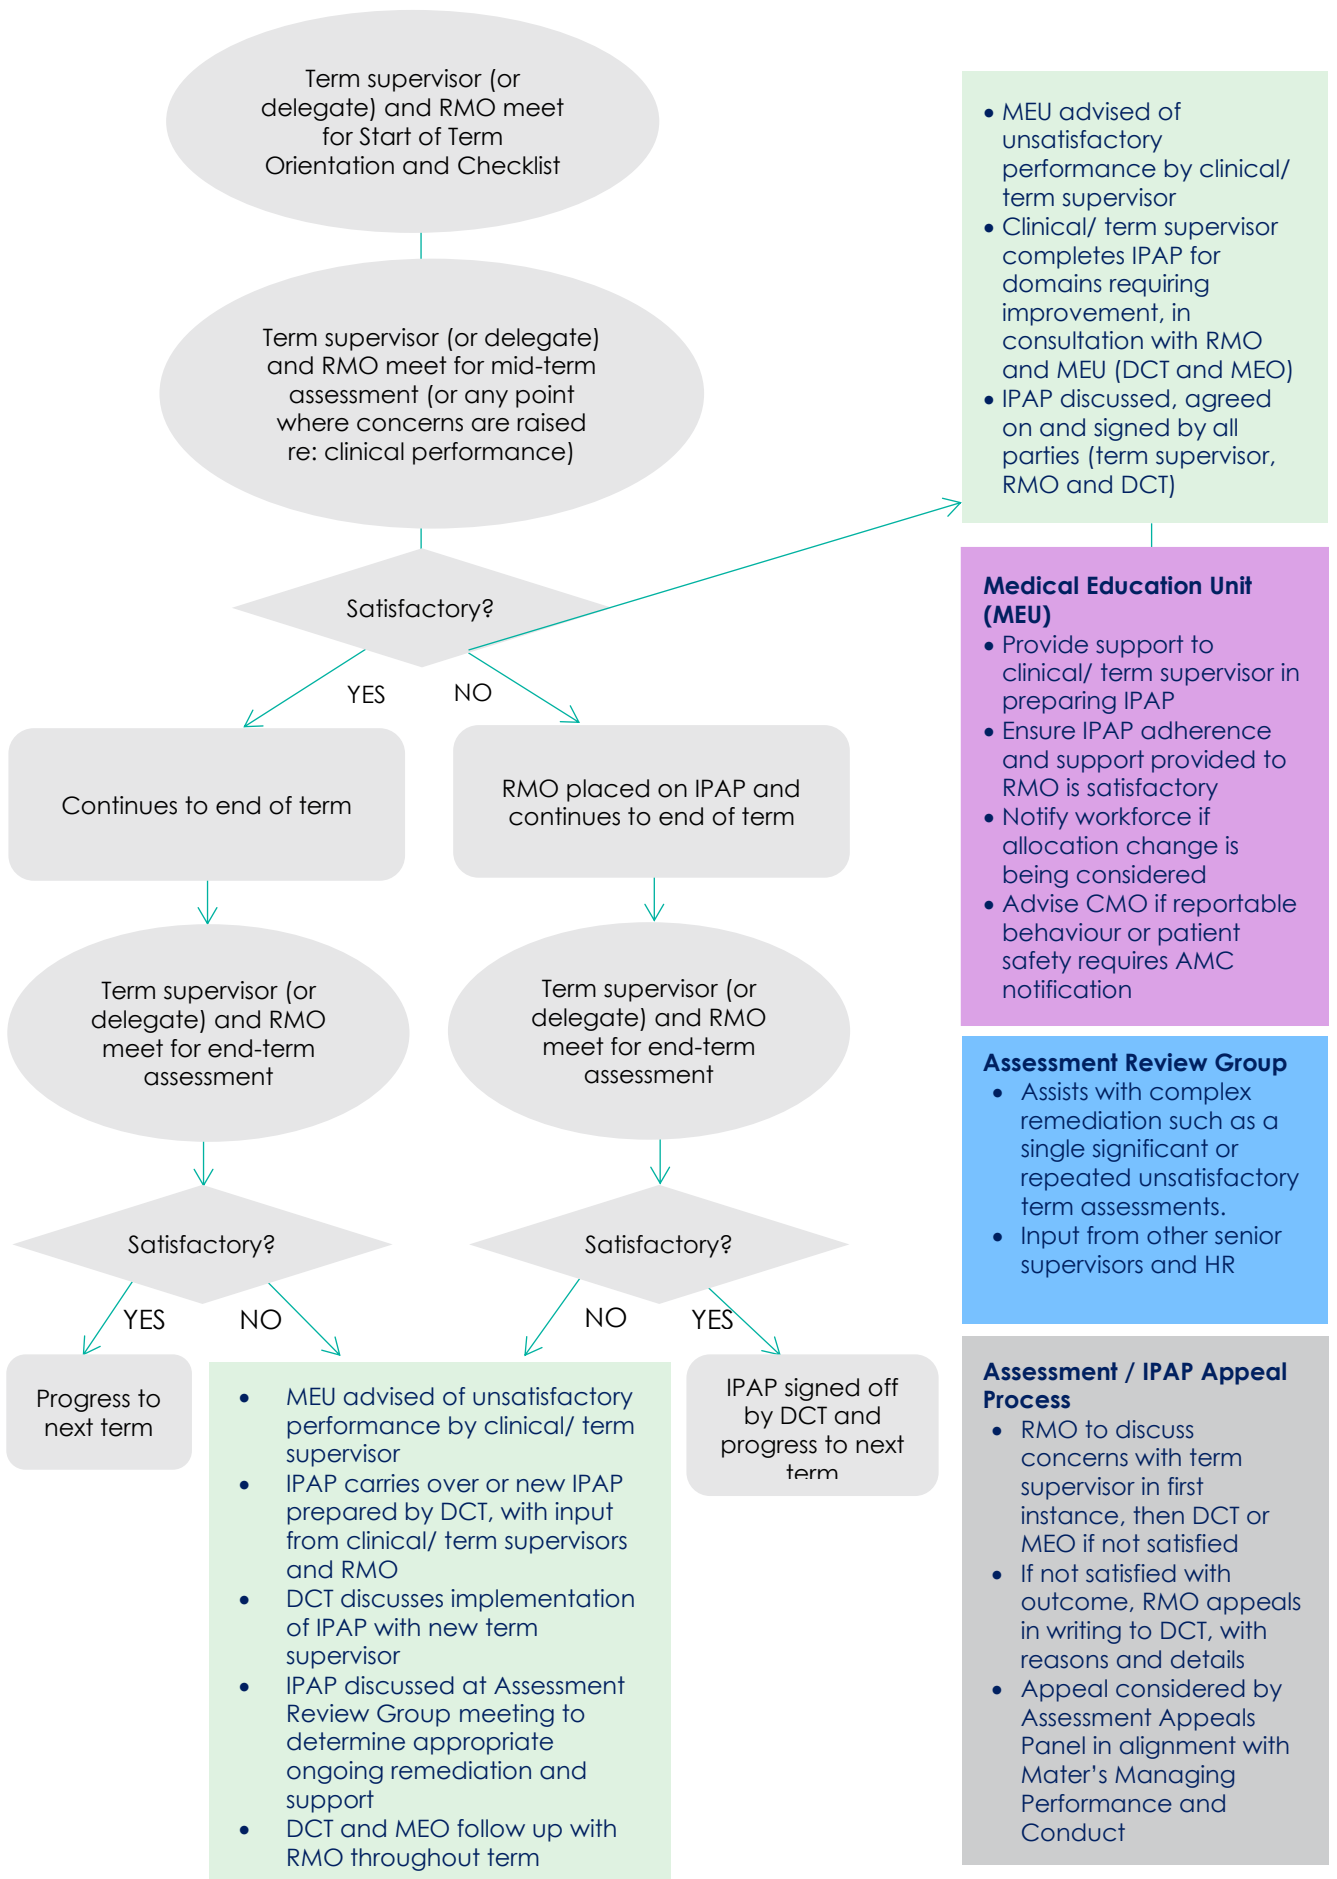 Term supervisor (or
delegate) and RMO meet
for Start of Term
Orientation and Checklist
Term supervisor (or delegate)
and RMO meet for mid-term
assessment (or any point
where concerns are raised
re: clinical performance)
Satisfactory?
YES
NO
Continues to end of term
RMO placed on IPAP and
continues to end of term
Term supervisor (or
delegate) and RMO
meet for end-term
assessment
Term supervisor (or
delegate) and RMO
meet for end-term
assessment
Satisfactory?
Satisfactory?
YES
NO
NO
YES
Progress to
next term
• MEU advised of unsatisfactory
performance by clinical/ term
supervisor
• IPAP carries over or new IPAP
prepared by DCT, with input
from clinical/ term supervisors
and RMO
• DCT discusses implementation
of IPAP with new term
supervisor
• IPAP discussed at Assessment
Review Group meeting to
determine appropriate
ongoing remediation and
support
• DCT and MEO follow up with
RMO throughout term
IPAP signed off
by DCT and
progress to next
term
• MEU advised of
unsatisfactory
performance by clinical/
term supervisor
• Clinical/ term supervisor
completes IPAP for
domains requiring
improvement, in
consultation with RMO
and MEU (DCT and MEO)
• IPAP discussed, agreed
on and signed by all
parties (term supervisor,
RMO and DCT)
Medical Education Unit
(MEU)
• Provide support to
clinical/ term supervisor in
preparing IPAP
• Ensure IPAP adherence
and support provided to
RMO is satisfactory
• Notify workforce if
allocation change is
being considered
• Advise CMO if reportable
behaviour or patient
safety requires AMC
notification
Assessment Review Group
• Assists with complex
remediation such as a
single significant or
repeated unsatisfactory
term assessments.
• Input from other senior
supervisors and HR
Assessment / IPAP Appeal
Process
• RMO to discuss
concerns with term
supervisor in first
instance, then DCT or
MEO if not satisfied
• If not satisfied with
outcome, RMO appeals
in writing to DCT, with
reasons and details
• Appeal considered by
Assessment Appeals
Panel in alignment with
Mater’s Managing
Performance and
Conduct